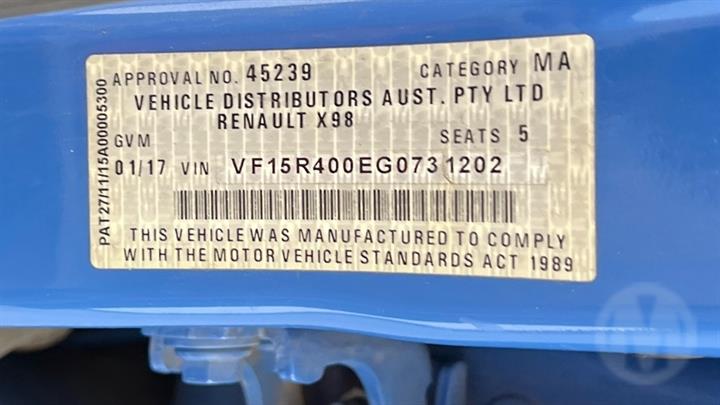 APPROVAL NO. 45239 CATEGORY MA
VEHICLE DISTRIBUTORS AUST. PTY LTD
RENAULT X98
GVM SEATS 5
01/17 VIN VF15R400EG0731202
THIS VEHICLE WAS MANUFACTURED TO COMPLY
WITH THE MOTOR VEHICLE STANDARDS ACT 1989
PAT27/11/15A00005300